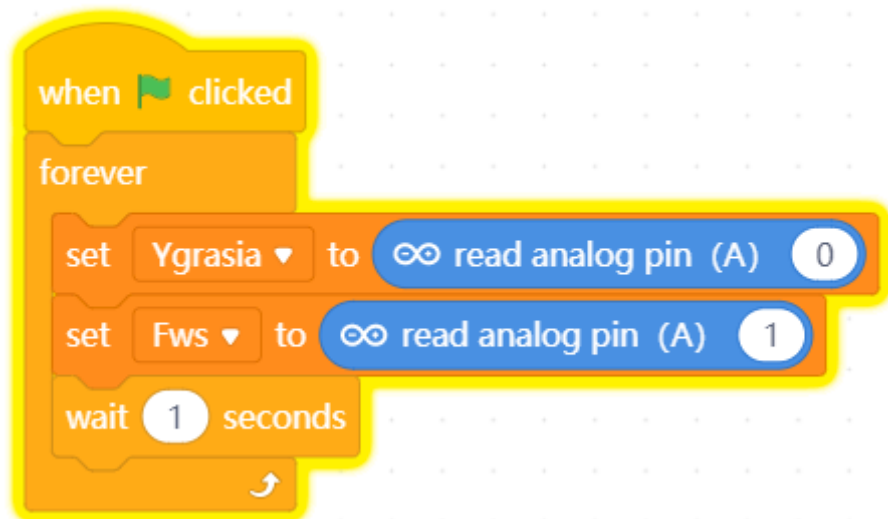 when clicked
forever
set Ygrasia to read analog pin (A) 0
set Fws to read analog pin (A) 1
wait 1 seconds